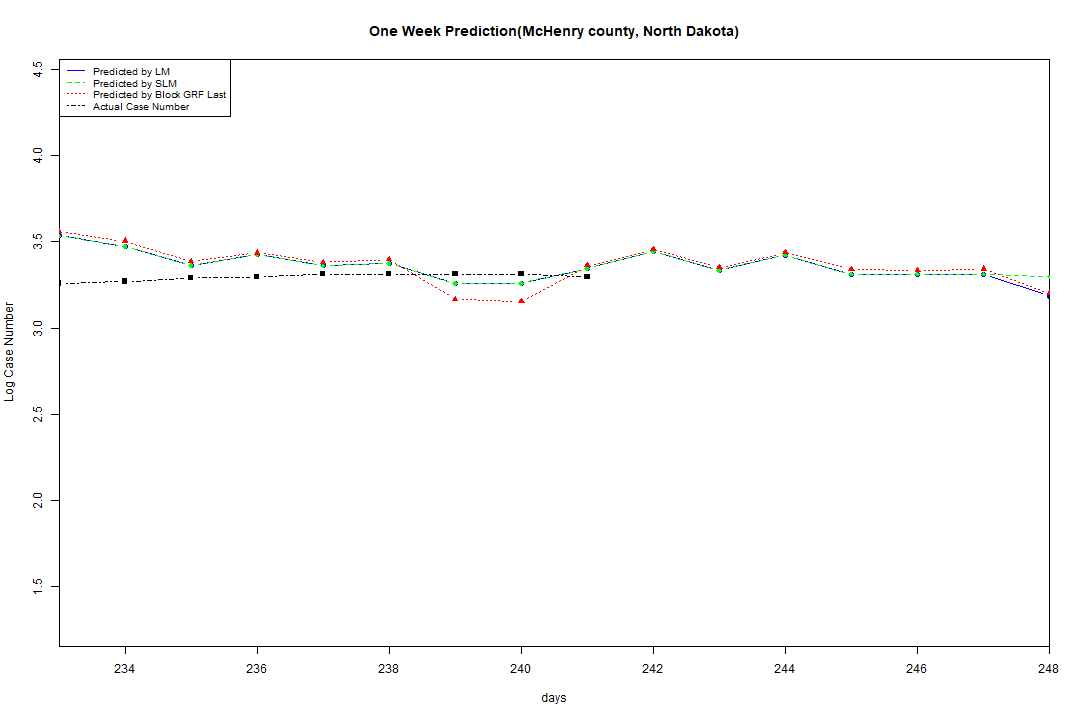 One Week Prediction(McHenry county, North Dakota)
Predicted by LM
Predicted by SLM
Predicted by Block GRF Last
Actual Case Number
Log Case Number
4.5
4.0
3.5
3.0
2.5
2.0
1.5
234 236 238 240 242 244 246 248
days